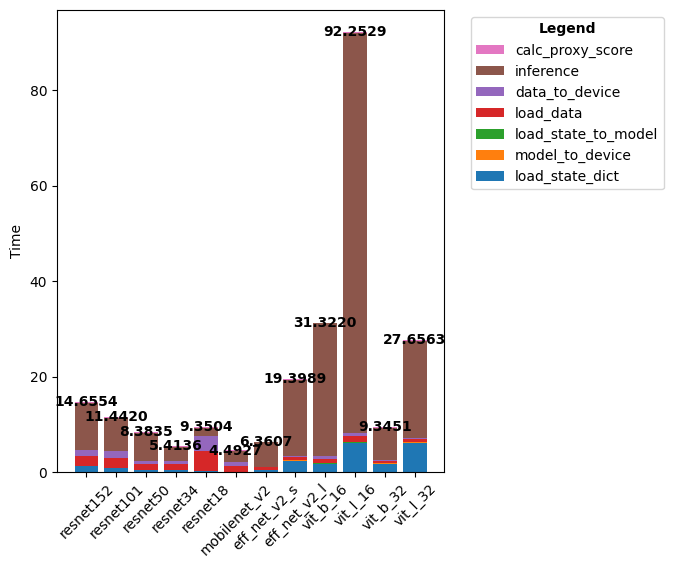 92.2529
80
60
40
20
0
Time
14.6554
11.4420
8.3835
5.4136
9.3504
4.4927
6.3607
19.3989
31.3220
9.3451
27.6563
resnet152
resnet101
resnet50
resnet34
resnet18
mobilenet_v2
eff_net_v2_s
eff_net_v2_l
vit_b_16
vit_l_16
vit_b_32
vit_l_32
Legend
calc_proxy_score
inference
data_to_device
load_data
load_state_to_model
model_to_device
load_state_dict